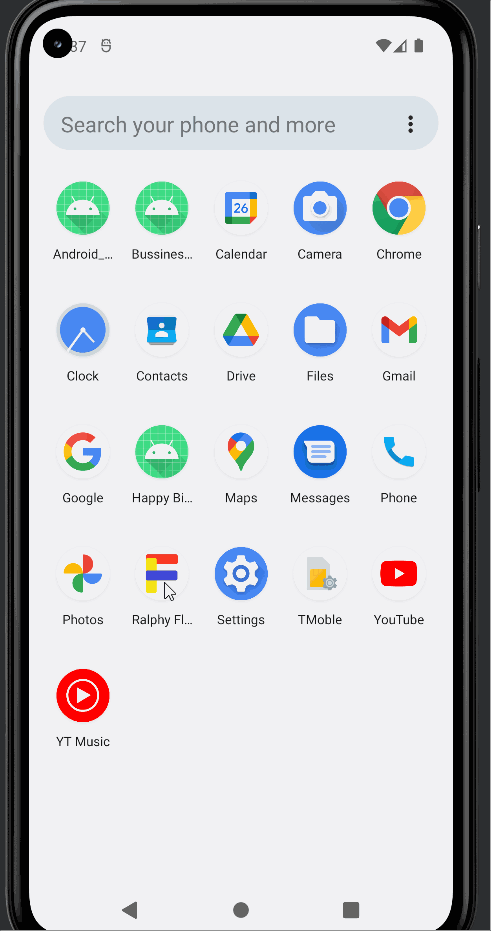 37
Search your phone and more
Android_... Bussines... Calendar Camera Chrome
26
Clock Contacts Drive Files Gmail
Google Happy Bi... Maps Messages Phone
Photos Ralphy Fl... Settings TMoble YouTube
YT Music